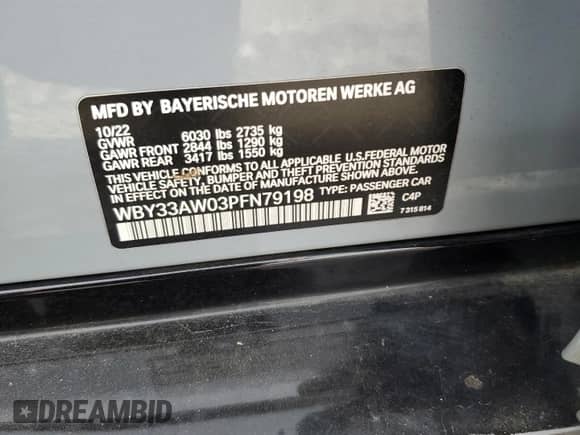 MFD BY BAYERISCHE MOTOREN WERKE AG
10/22
GVWR 6030 lbs 2735 kg
GAWR FRONT 2844 lbs 1290 kg
GAWR REAR 3417 lbs 1550 kg
THIS VEHICLE CONFORMS TO ALL APPLICABLE U.S.FEDERAL MOTOR
VEHICLE SAFETY, BUMPER AND THEFT PREVENTION STANDARDS
IN EFFECT ON THE DATE OF MANUFACTURE SHOWN ABOVE.
WBY33AW03PFN79198 TYPE: PASSENGER CAR
C4P
7 315 814
DREAMBID